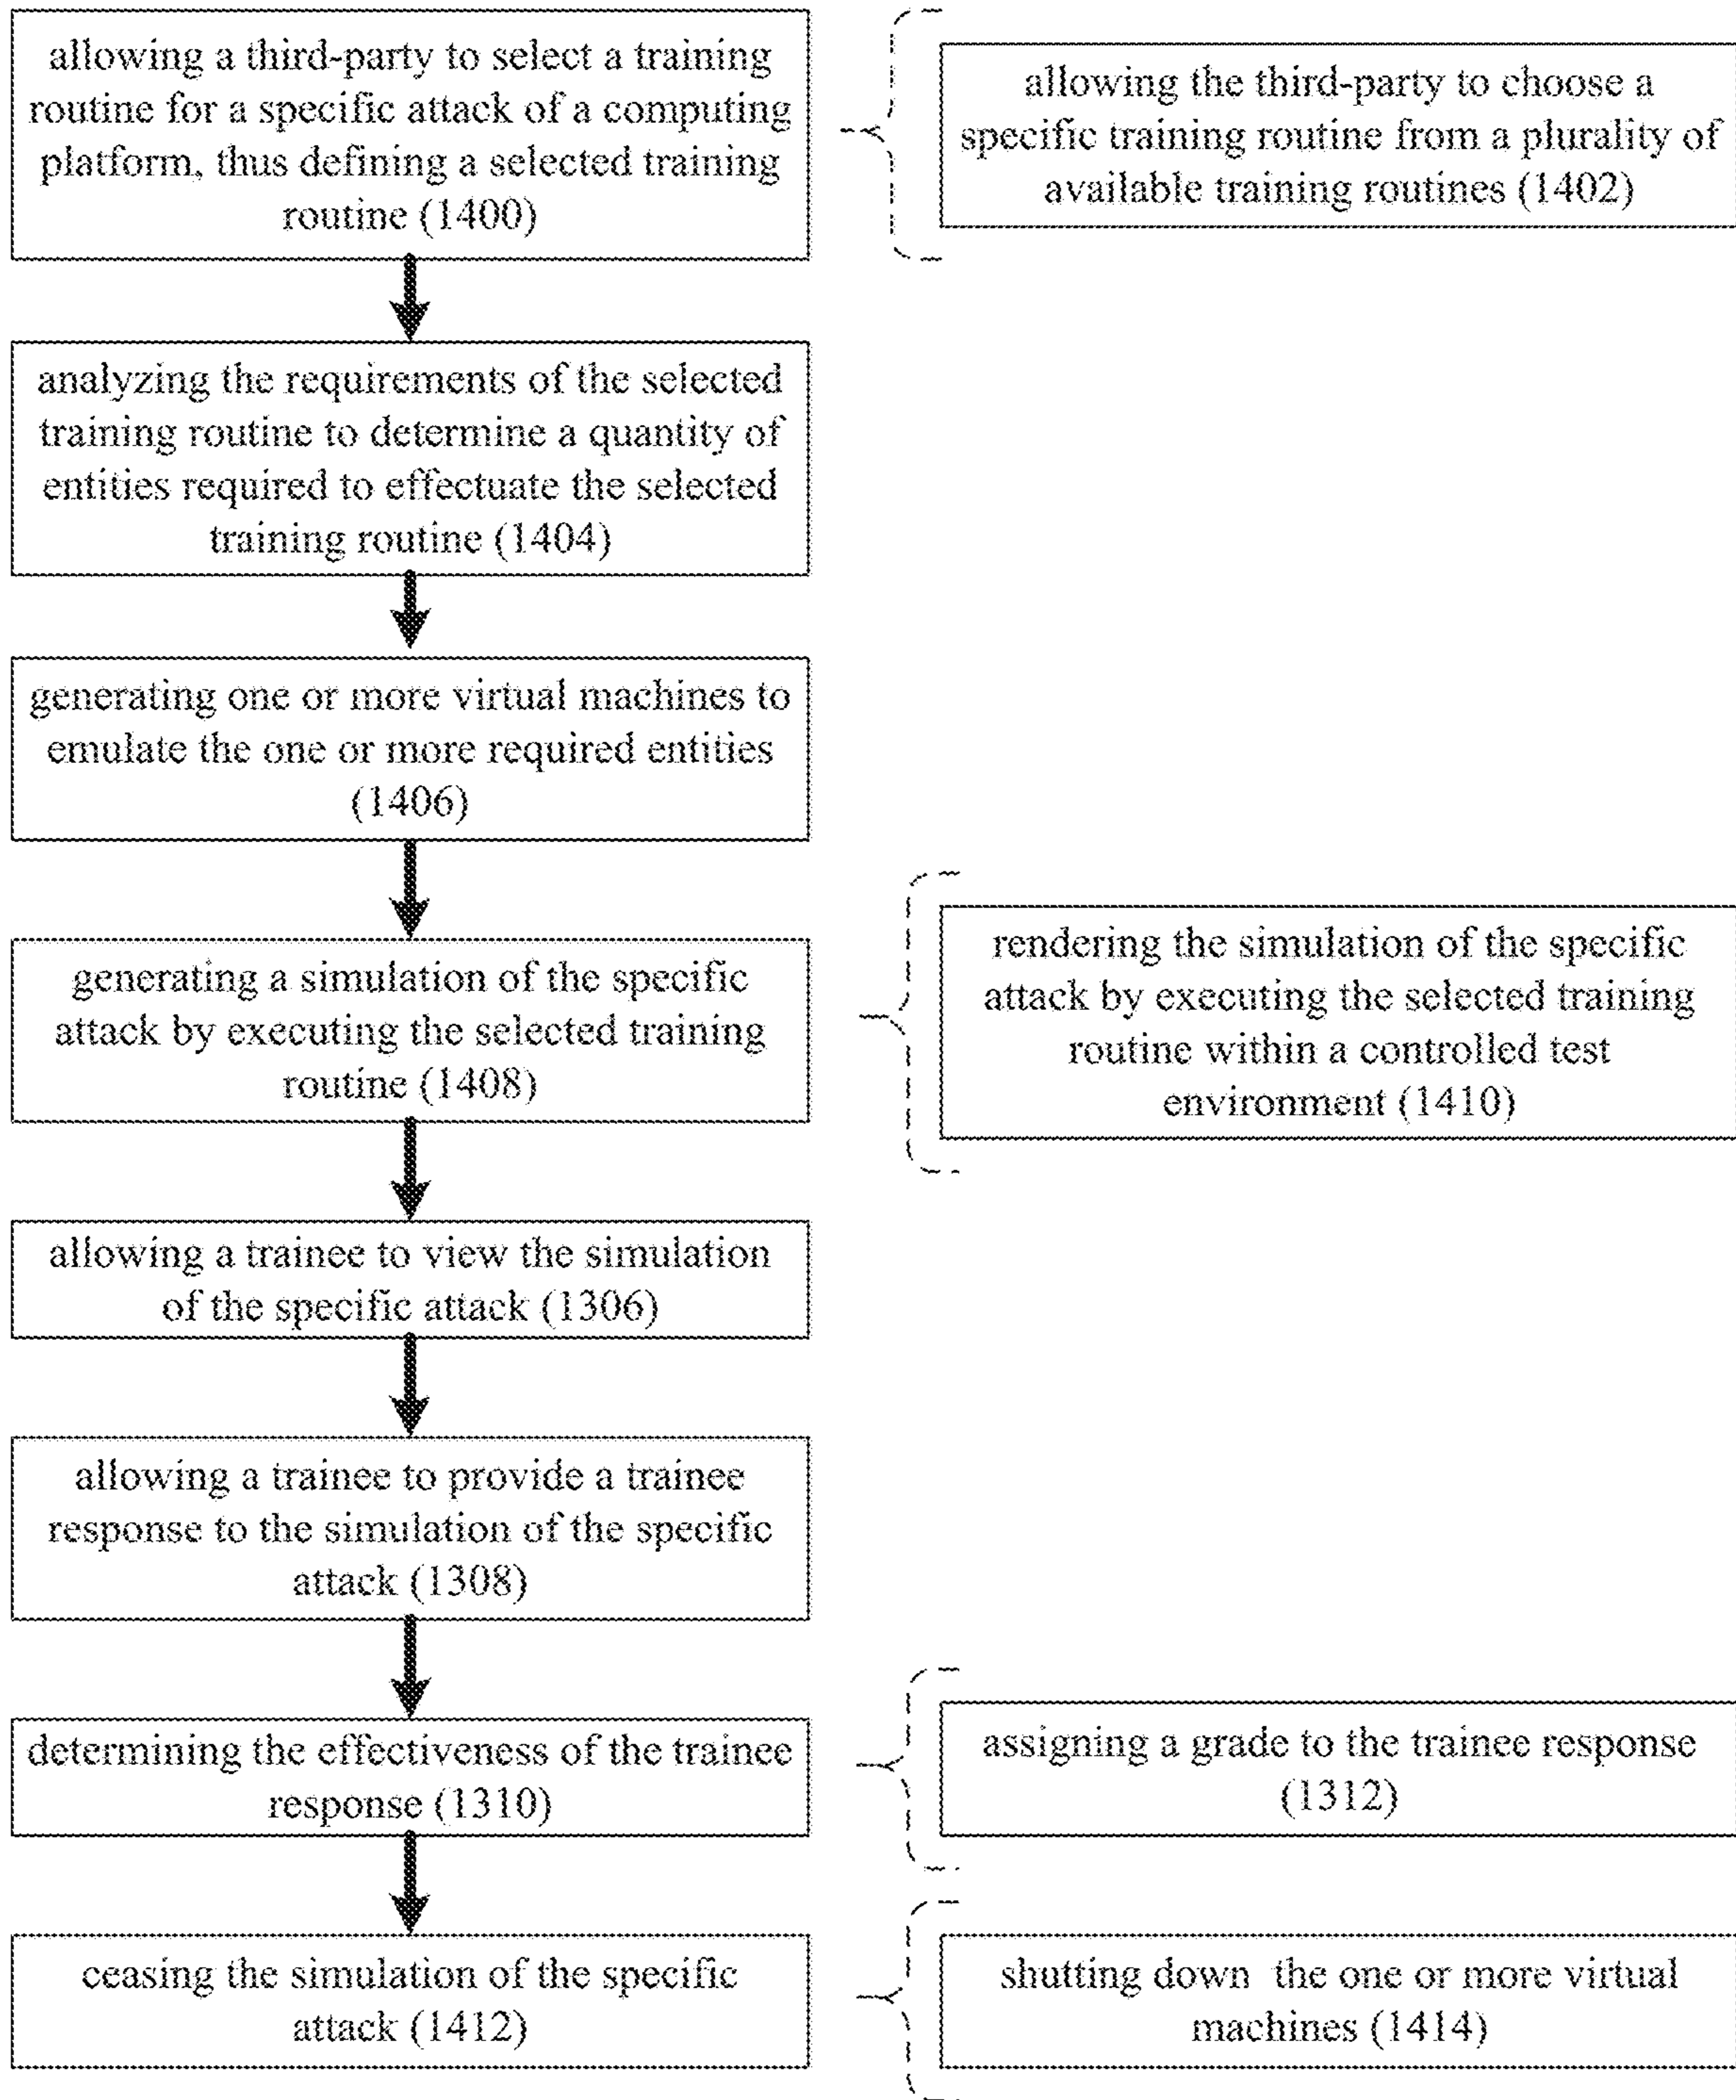 allowing a third-party to select a training
routine for a specific attack of a computing
platform, thus defining a selected training
routine (1400)
allowing the third-party to choose a
specific training routine from a plurality of
available training routines (1402)
analyzing the requirements of the selected
training routine to determine a quantity of
entities required to effectuate the selected
training routine (1404)
generating one or more virtual machines to
emulate the one or more required entities
(1406)
generating a simulation of the specific
attack by executing the selected training
routine (1408)
rendering the simulation of the specific
attack by executing the selected training
routine within a controlled test
environment (1410)
allowing a trainee to view the simulation
of the specific attack (1306)
allowing a trainee to provide a trainee
response to the simulation of the specific
attack (1308)
determining the effectiveness of the trainee
response (1310)
assigning a grade to the trainee response
(1312)
ceasing the simulation of the specific
attack (1412)
shutting down the one or more virtual
machines (1414)